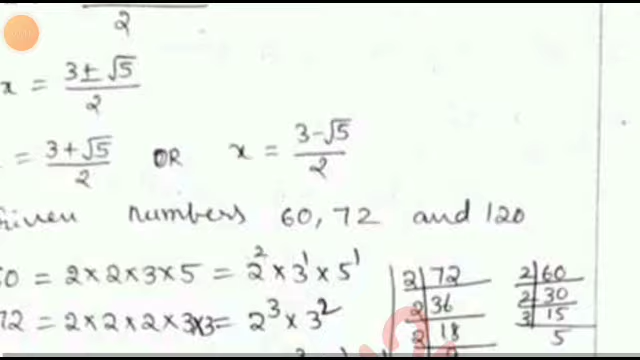 2
x = 3 ± √5 / 2
= 3 + √5 / 2 OR x = 3 - √5 / 2
Given numbers 60, 72 and 120
60 = 2 × 2 × 3 × 5 = 2² × 3¹ × 5¹
72 = 2 × 2 × 2 × 3 × 3 = 2³ × 3²
2 | 72
2 | 36
2 | 18
2 | 60
2 | 30
3 | 15
5